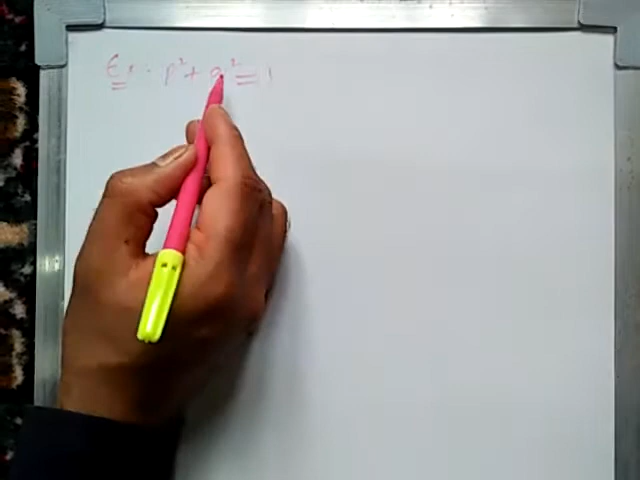 Ex. p² + q² = 1